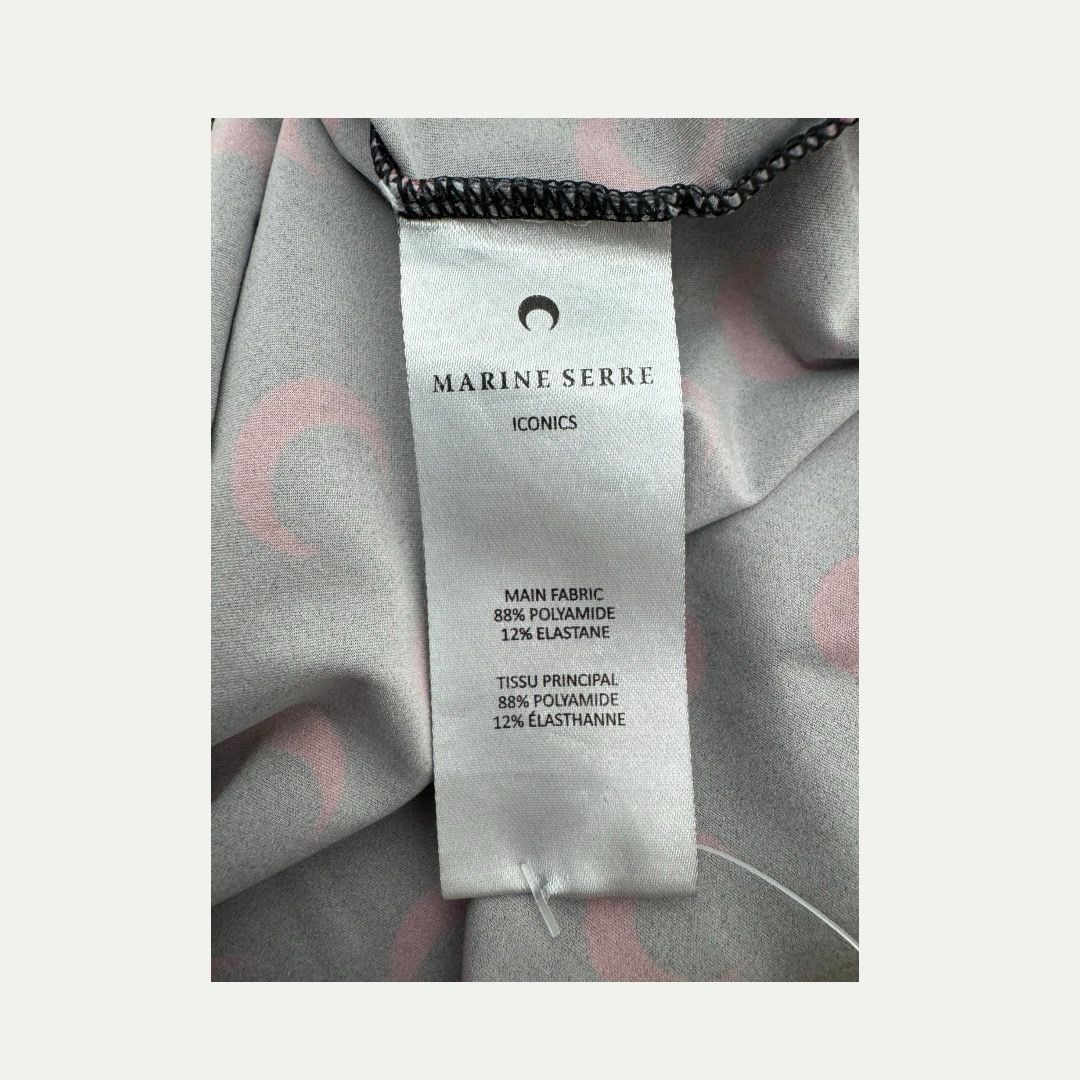 MARINE SERRE
ICONICS
MAIN FABRIC
88% POLYAMIDE
12% ELASTANE
TISSU PRINCIPAL
88% POLYAMIDE
12% ÉLASTHANNE